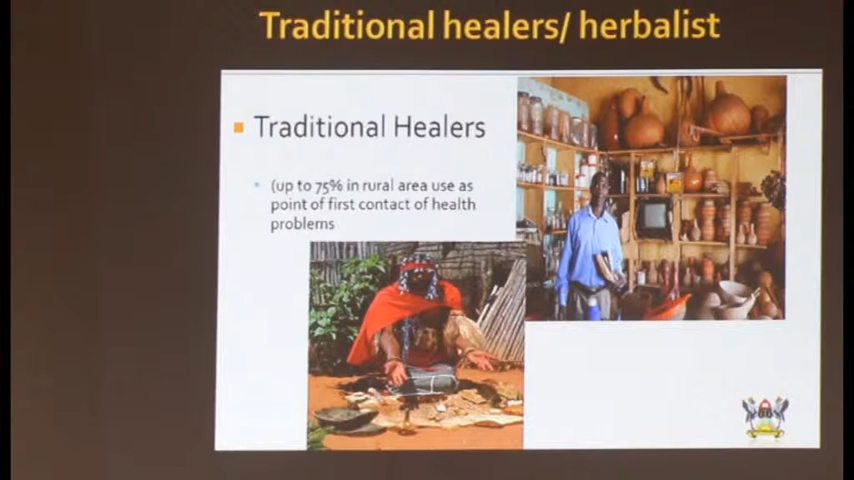 Traditional healers/ herbalist
Traditional Healers
(up to 75% in rural area use as
point of first contact of health
problems